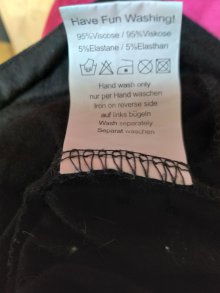 Have Fun Washing!
95%Viscose / 95%Viskose
5%Elastane / 5%Elasthan
Hand wash only
nur per Hand waschen
Iron on reverse side
auf links bügeln
Wash separately
Separat waschen